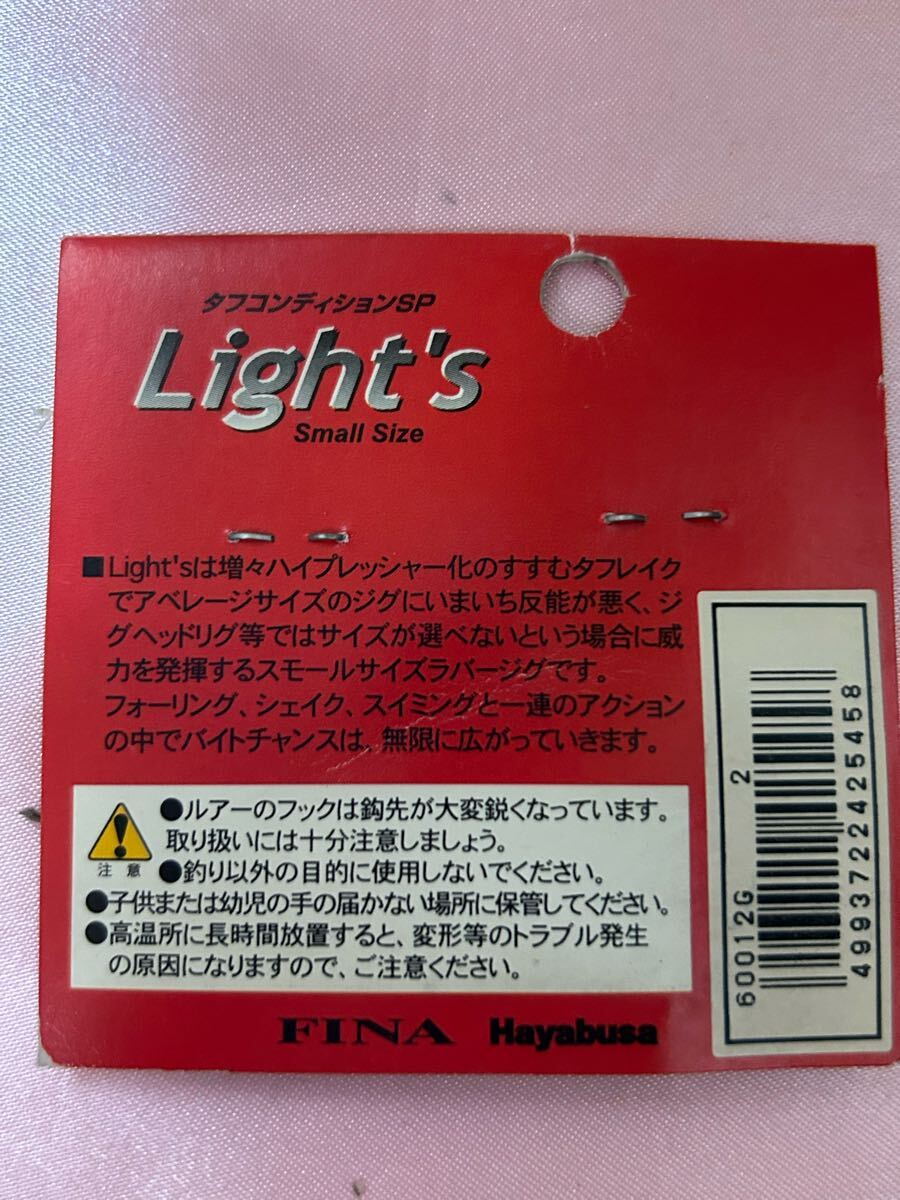 タフコンディションSP
Light's
Small Size
■Light'sは増々ハイプレッシャー化のすすむタフレイク
でアベレージサイズのジグにいまいち反能が悪く、ジ
グヘッドリグ等ではサイズが選べないという場合に威
力を発揮するスモールサイズラバージグです。
フォーリング、シェイク、スイミングと一連のアクション
の中でバイトチャンスは、無限に広がっていきます。
●ルアーのフックは鈎先が大変鋭くなっています。
取り扱いには十分注意しましょう。
注意 ●釣り以外の目的に使用しないでください。
●子供または幼児の手の届かない場所に保管してください。
●高温所に長時間放置すると、変形等のトラブル発生
の原因になりますので、ご注意ください。
FINA Hayabusa
60012G 2
4993722425458